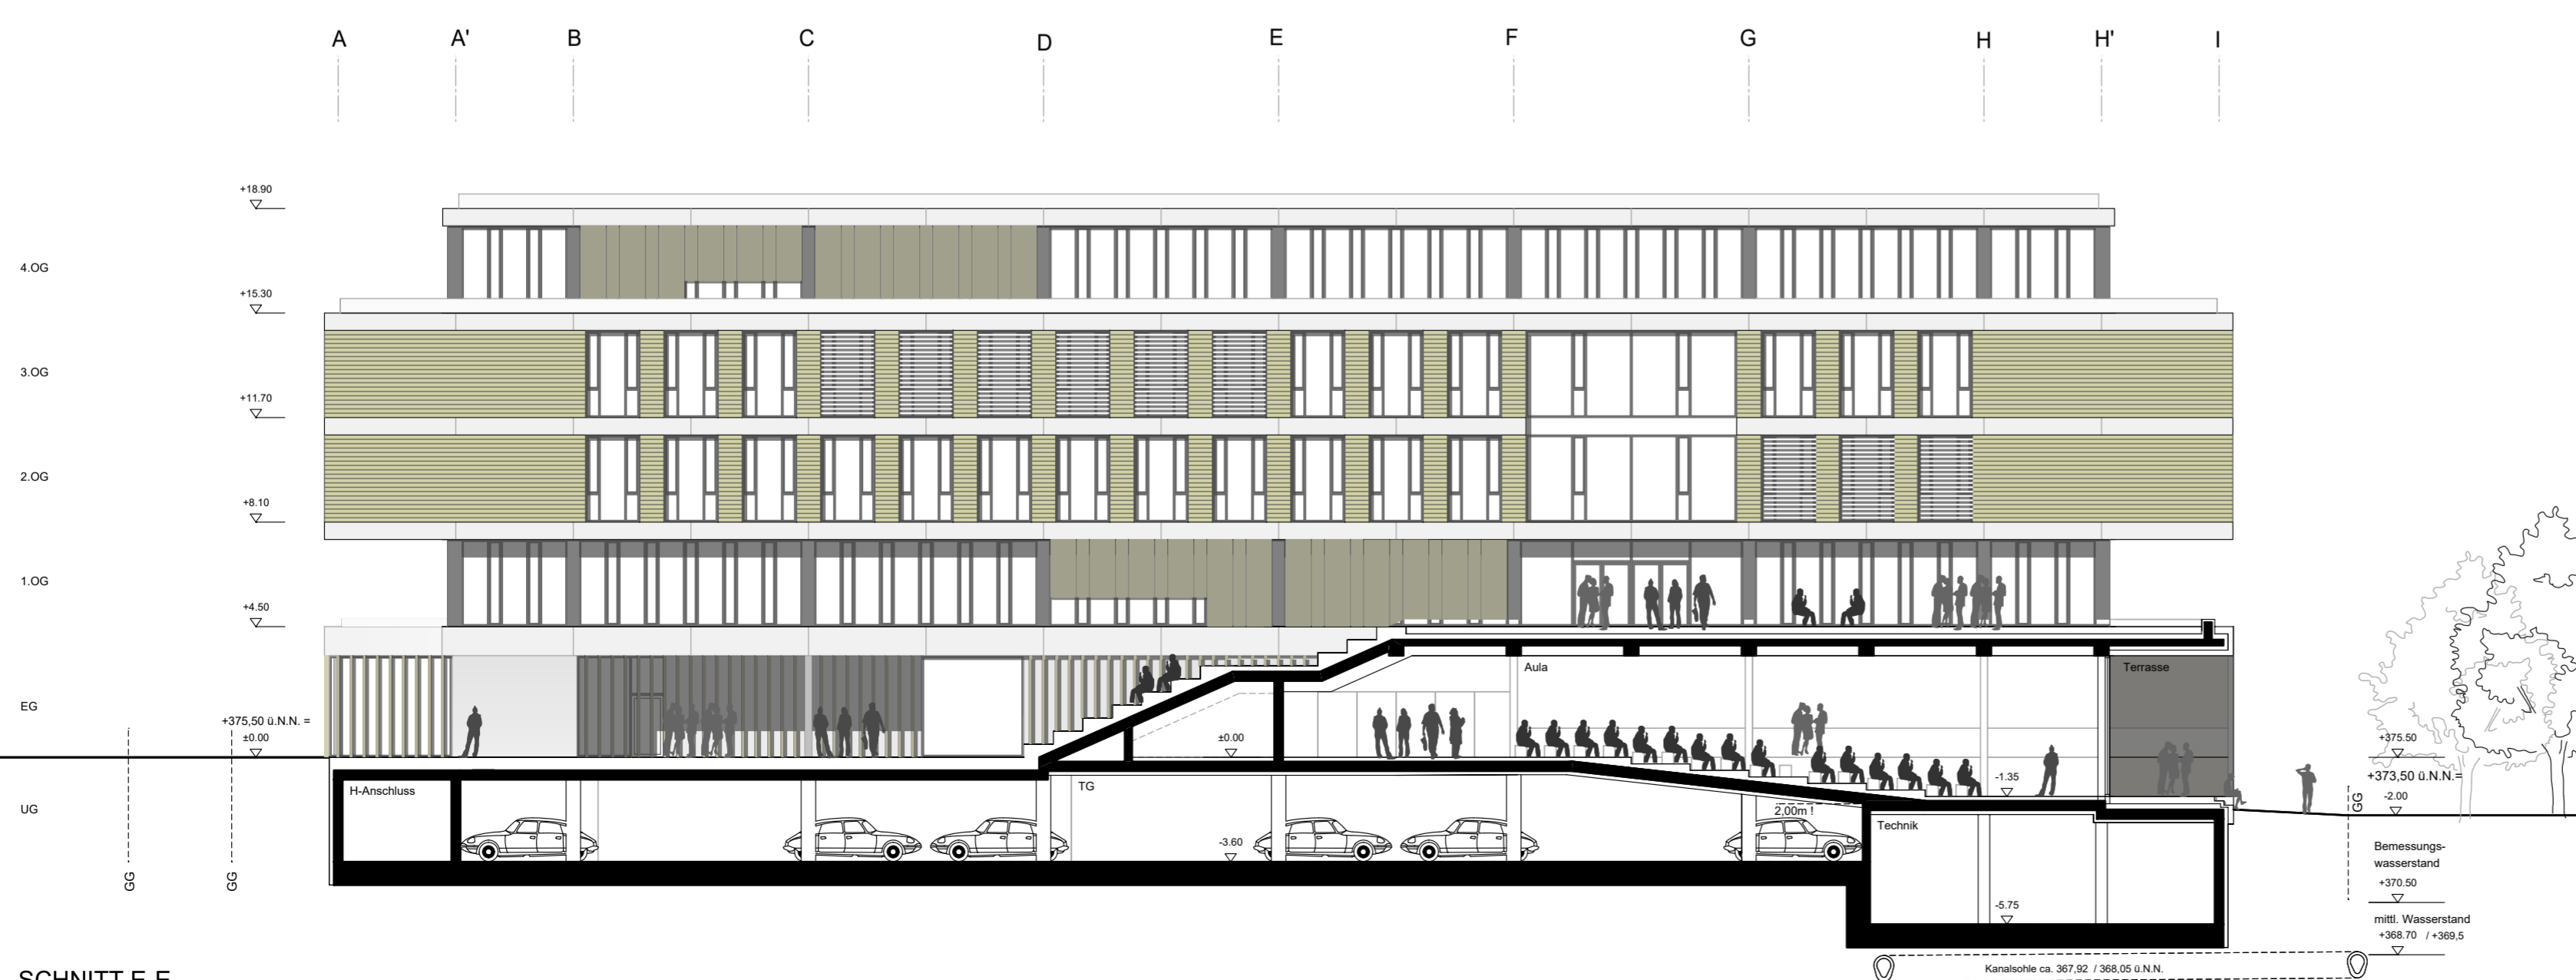 A A' B C D E F G H H' I
+18.90
4.OG
+15.30
3.OG
+11.70
2.OG
+8.10
1.OG
+4.50
Aula
Terrasse
EG
+375,50 ü.N.N. =
±0.00
±0.00
+375.50
-1.35
+373,50 ü.N.N.=
-2.00
GG
H-Anschluss
TG
UG
2,00m !
Technik
-3.60
Bemessungs-
wasserstand
+370.50
GG
GG
-5.75
mittl. Wasserstand
+368.70 / +369,5
Kanalsohle ca. 367,92 / 368,05 ü.N.N.
SCHNITT E-E